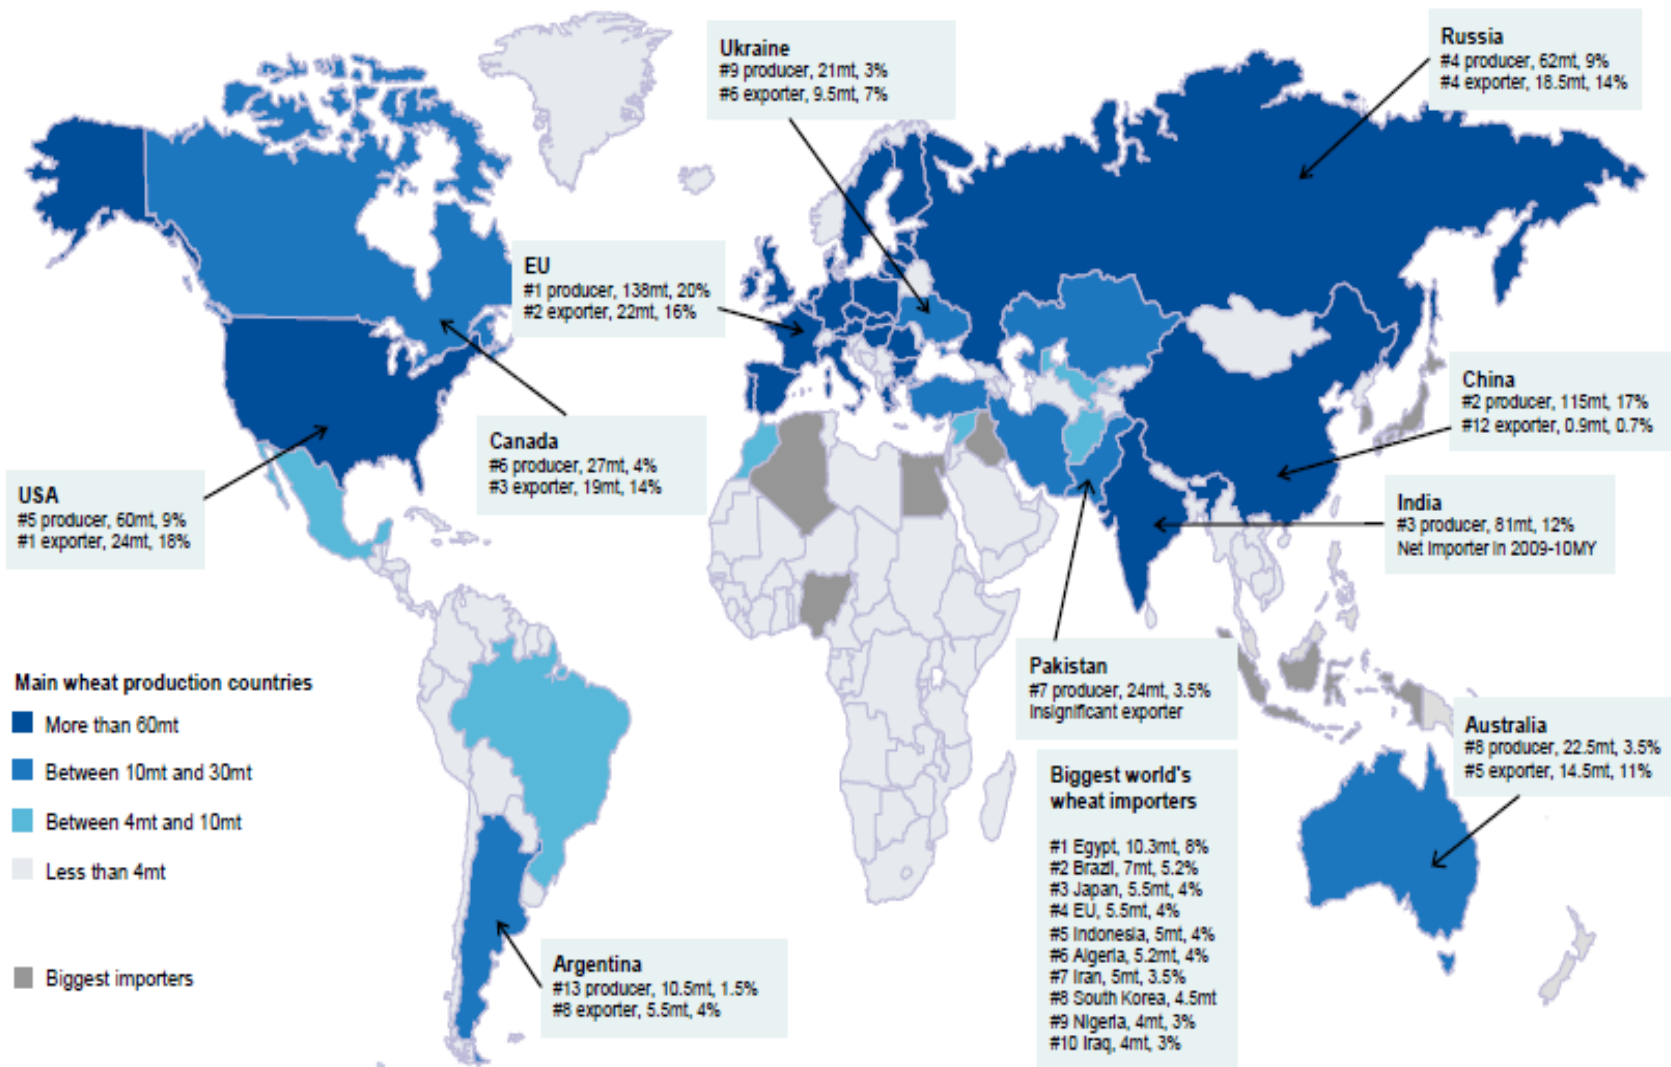 Ukraine
#9 producer, 21mt, 3%
#6 exporter, 9.5mt, 7%
Russia
#4 producer, 62mt, 9%
#4 exporter, 18.5mt, 14%
EU
#1 producer, 138mt, 20%
#2 exporter, 22mt, 16%
China
#2 producer, 115mt, 17%
#12 exporter, 0.9mt, 0.7%
Canada
#6 producer, 27mt, 4%
#3 exporter, 19mt, 14%
USA
#5 producer, 60mt, 9%
#1 exporter, 24mt, 18%
India
#3 producer, 81mt, 12%
Net Importer in 2009-10MY
Pakistan
#7 producer, 24mt, 3.5%
Insignificant exporter
Australia
#8 producer, 22.5mt, 3.5%
#5 exporter, 14.5mt, 11%
Main wheat production countries
More than 60mt
Between 10mt and 30mt
Between 4mt and 10mt
Less than 4mt
Biggest importers
Argentina
#13 producer, 10.5mt, 1.5%
#8 exporter, 5.5mt, 4%
Biggest world's
wheat importers
#1 Egypt, 10.3mt, 8%
#2 Brazil, 7mt, 5.2%
#3 Japan, 5.5mt, 4%
#4 EU, 5.5mt, 4%
#5 Indonesia, 5mt, 4%
#6 Algeria, 5.2mt, 4%
#7 Iran, 5mt, 3.5%
#8 South Korea, 4.5mt
#9 Nigeria, 4mt, 3%
#10 Iraq, 4mt, 3%